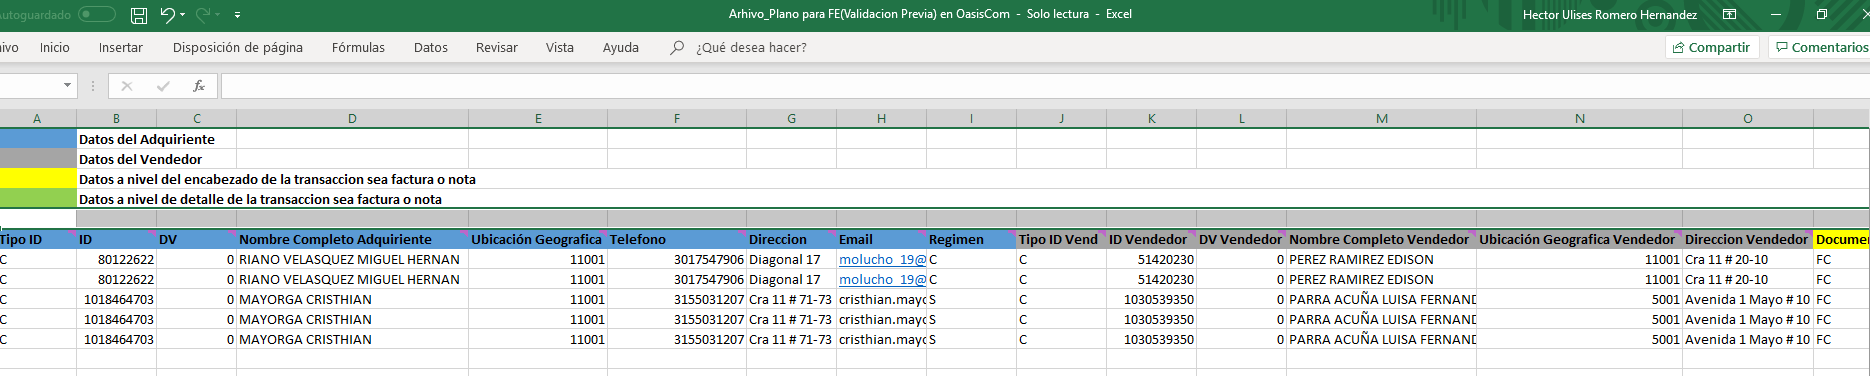 Autoguardado
Arhivo_Plano para FE(Validacion Previa) en OasisCom - Solo lectura - Excel
Hector Ulises Romero Hernandez
Inicio Insertar Disposición de página Fórmulas Datos Revisar Vista Ayuda ¿Qué desea hacer? Compartir Comentarios
fx
A B C D E F G H I J K L M N O
Datos del Adquiriente
Datos del Vendedor
Datos a nivel del encabezado de la transaccion sea factura o nota
Datos a nivel de detalle de la transaccion sea factura o nota
Tipo ID ID DV Nombre Completo Adquiriente Ubicación Geografica Telefono Direccion Email Regimen Tipo ID Vend ID Vendedor DV Vendedor Nombre Completo Vendedor Ubicación Geografica Vendedor Direccion Vendedor Docume
C 80122622 0 RIANO VELASQUEZ MIGUEL HERNAN 11001 3017547906 Diagonal 17 molucho_19@ C C 51420230 0 PEREZ RAMIREZ EDISON 11001 Cra 11 # 20-10 FC
C 80122622 0 RIANO VELASQUEZ MIGUEL HERNAN 11001 3017547906 Diagonal 17 molucho_19@ C C 51420230 0 PEREZ RAMIREZ EDISON 11001 Cra 11 # 20-10 FC
C 1018464703 0 MAYORGA CRISTHIAN 11001 3155031207 Cra 11 # 71-73 cristhian.mayo S C 1030539350 0 PARRA ACUÑA LUISA FERNAND 5001 Avenida 1 Mayo # 10 FC
C 1018464703 0 MAYORGA CRISTHIAN 11001 3155031207 Cra 11 # 71-73 cristhian.mayo S C 1030539350 0 PARRA ACUÑA LUISA FERNAND 5001 Avenida 1 Mayo # 10 FC
C 1018464703 0 MAYORGA CRISTHIAN 11001 3155031207 Cra 11 # 71-73 cristhian.mayo S C 1030539350 0 PARRA ACUÑA LUISA FERNAND 5001 Avenida 1 Mayo # 10 FC